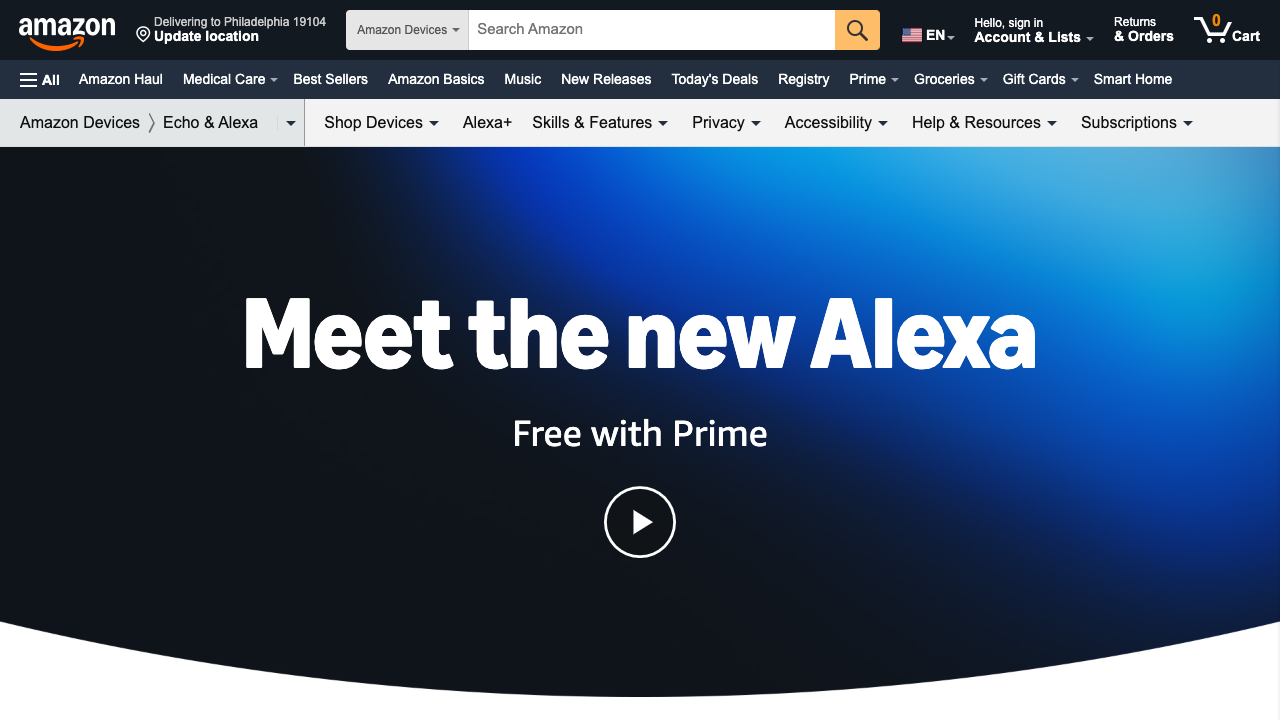 amazon
Delivering to Philadelphia 19104
Update location
Amazon Devices
Search Amazon
EN
Hello, sign in
Account & Lists
Returns
& Orders
0
Cart
All
Amazon Haul
Medical Care
Best Sellers
Amazon Basics
Music
New Releases
Today's Deals
Registry
Prime
Groceries
Gift Cards
Smart Home
Amazon Devices
Echo & Alexa
Shop Devices
Alexa+
Skills & Features
Privacy
Accessibility
Help & Resources
Subscriptions
Meet the new Alexa
Free with Prime